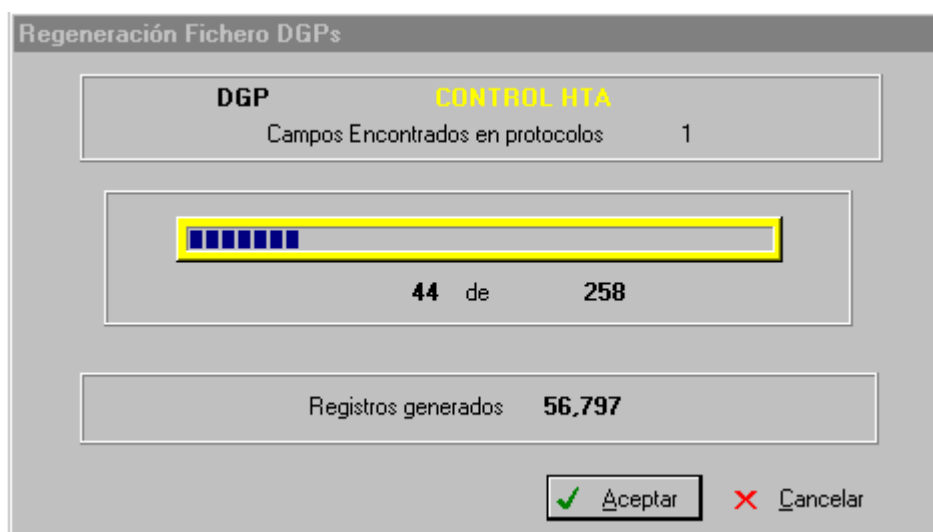 Regeneración Fichero DGPs
DGP CONTROL HTA
Campos Encontrados en protocolos 1
44 de 258
Registros generados 56,797
Aceptar Cancelar